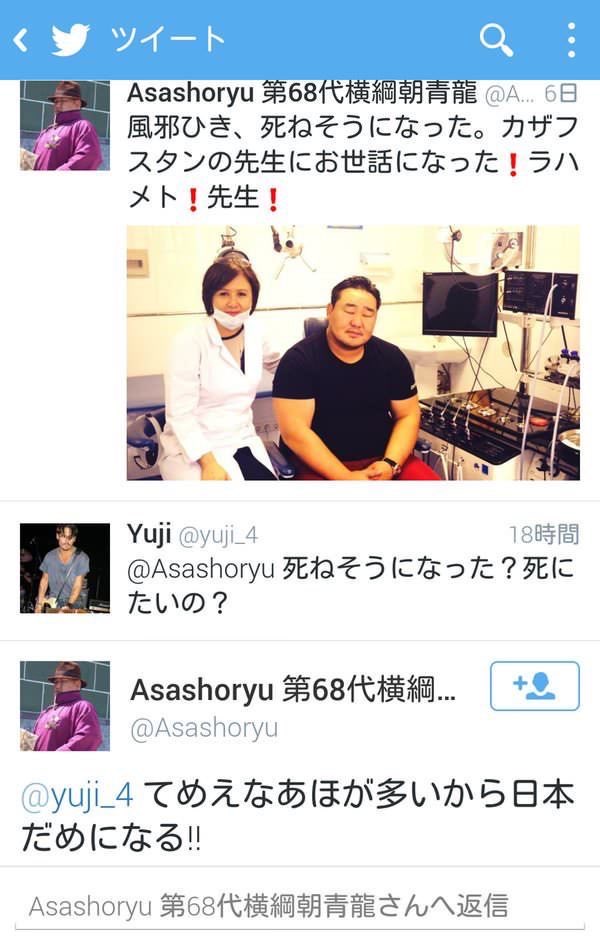 ツイート
Asashoryu 第68代横綱朝青龍 @A... 6日
風邪ひき、死ねそうになった。カザフ
スタンの先生にお世話になった❗ラハ
メト❗先生❗
Yuji @yuji_4 18時間
@Asashoryu 死ねそうになった？死に
たいの？
Asashoryu 第68代横綱...
@Asashoryu
@yuji_4 てめえなあほが多いから日本
だめになる!!
Asashoryu 第68代横綱朝青龍さんへ返信